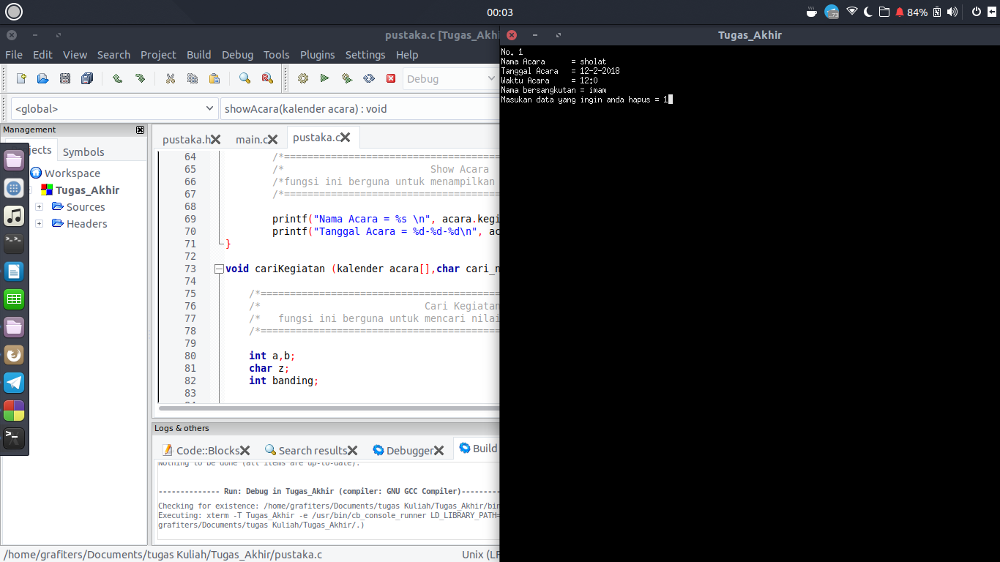 00:03
73
84%
pustaka.c [Tugas_Akhi
Tugas_Akhir
File Edit View Search Project Build Debug Tools Plugins Settings Help
Debug
<global>
showAcara(kalender acara) : void
Management
Projects Symbols
Workspace
Tugas_Akhir
Sources
Headers
pustaka.h main.c pustaka.c
64 /*=====================================
65 /* Show Acara
66 /*fungsi ini berguna untuk menampilkan
67 /*=====================================
68
69 printf("Nama Acara = %s \n", acara.kegi
70 printf("Tanggal Acara = %d-%d-%d\n", ac
71 }
72
73 void cariKegiatan (kalender acara[],char cari_n
74
75 /*=========================================
76 /* Cari Kegiatan
77 /* fungsi ini berguna untuk mencari nilai
78 /*=========================================
79
80 int a,b;
81 char z;
82 int banding;
83
Logs & others
Code::Blocks Search results Debugger Build
Nothing to be done (all items are up-to-date).
-------------- Run: Debug in Tugas_Akhir (compiler: GNU GCC Compiler)---------
Checking for existence: /home/grafiters/Documents/tugas Kuliah/Tugas_Akhir/bin
Executing: xterm -T Tugas_Akhir -e /usr/bin/cb_console_runner LD_LIBRARY_PATH=
grafiters/Documents/tugas Kuliah/Tugas_Akhir/.)
/home/grafiters/Documents/tugas Kuliah/Tugas_Akhir/pustaka.c
Unix (LF
No. 1
Nama Acara = sholat
Tanggal Acara = 12-2-2018
Waktu Acara = 12:0
Nama bersangkutan = imam
Masukan data yang ingin anda hapus = 1